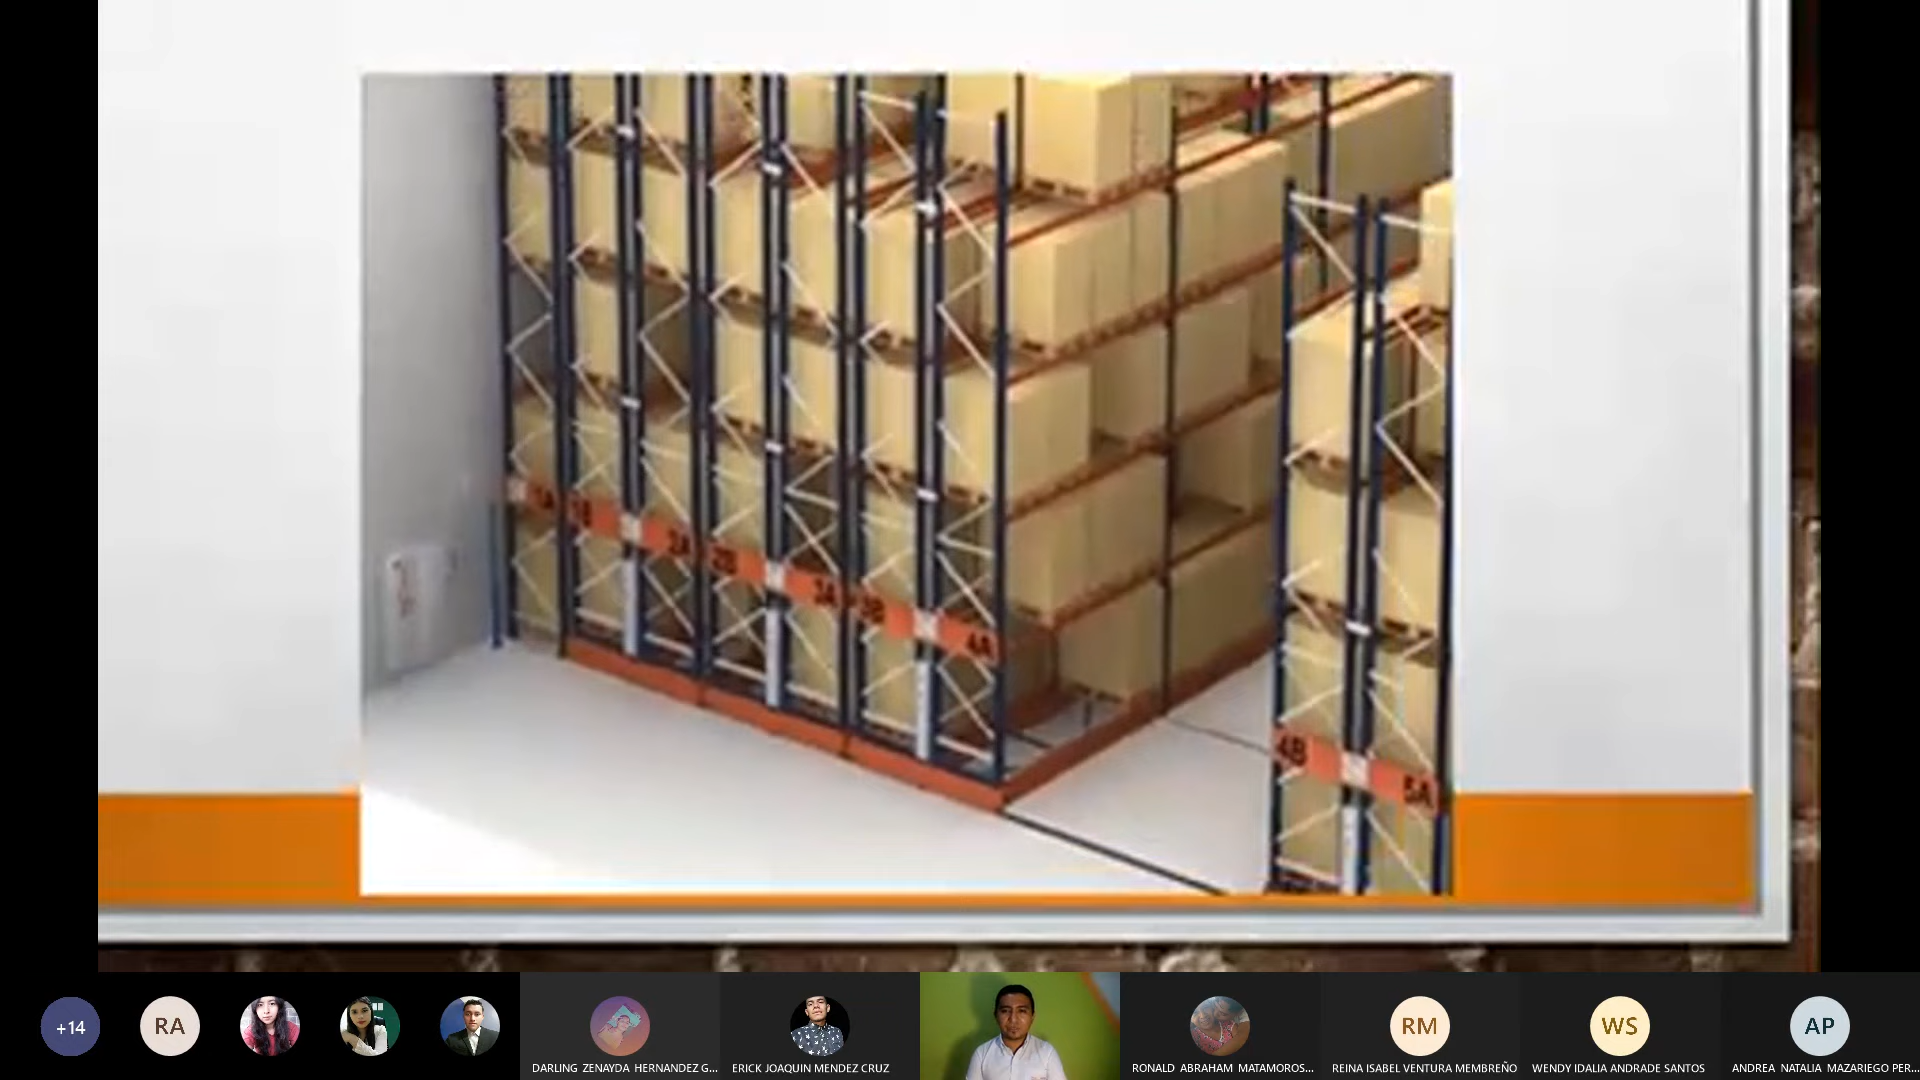 1A 1B
2A 2B
3A 3B
4A
4B
5A
+14
RA
DARLING ZENAYDA HERNANDEZ G...
ERICK JOAQUIN MENDEZ CRUZ
RONALD ABRAHAM MATAMOROS...
RM
REINA ISABEL VENTURA MEMBREÑO
WS
WENDY IDALIA ANDRADE SANTOS
AP
ANDREA NATALIA MAZARIEGO PER...